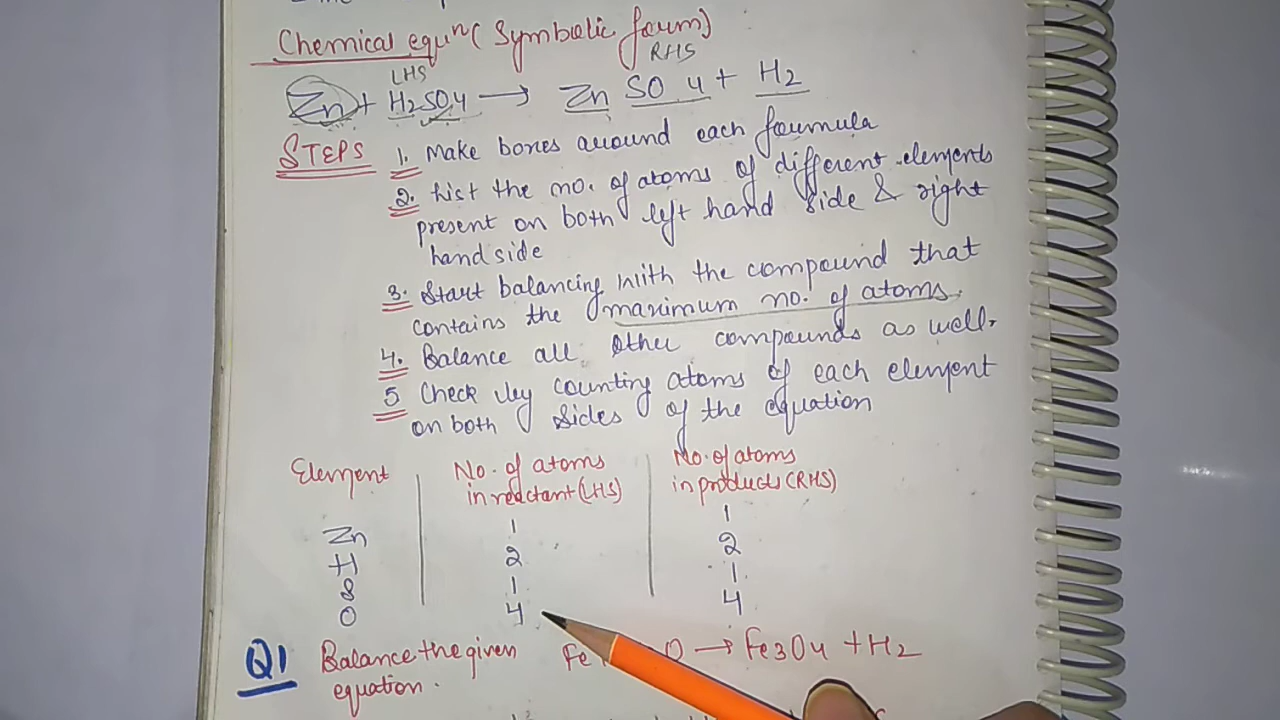 Chemical equⁿ ( Symbolic form)
LHS RHS
Zn + H2SO4 → Zn SO4 + H2
STEPS 1. Make boxes around each formula
2. List the no. of atoms of different elements
present on both left hand side & right
hand side
3. Start balancing with the compound that
contains the maximum no. of atoms.
4. Balance all other compounds as well.
5 Check by counting atoms of each element
on both sides of the equation
Element No. of atoms in reactant (LHS) No. of atoms in products (RHS)
Zn 1 1
H 2 2
S 1 1
O 4 4
Q1 Balance the given Fe O → Fe3O4 + H2
equation.